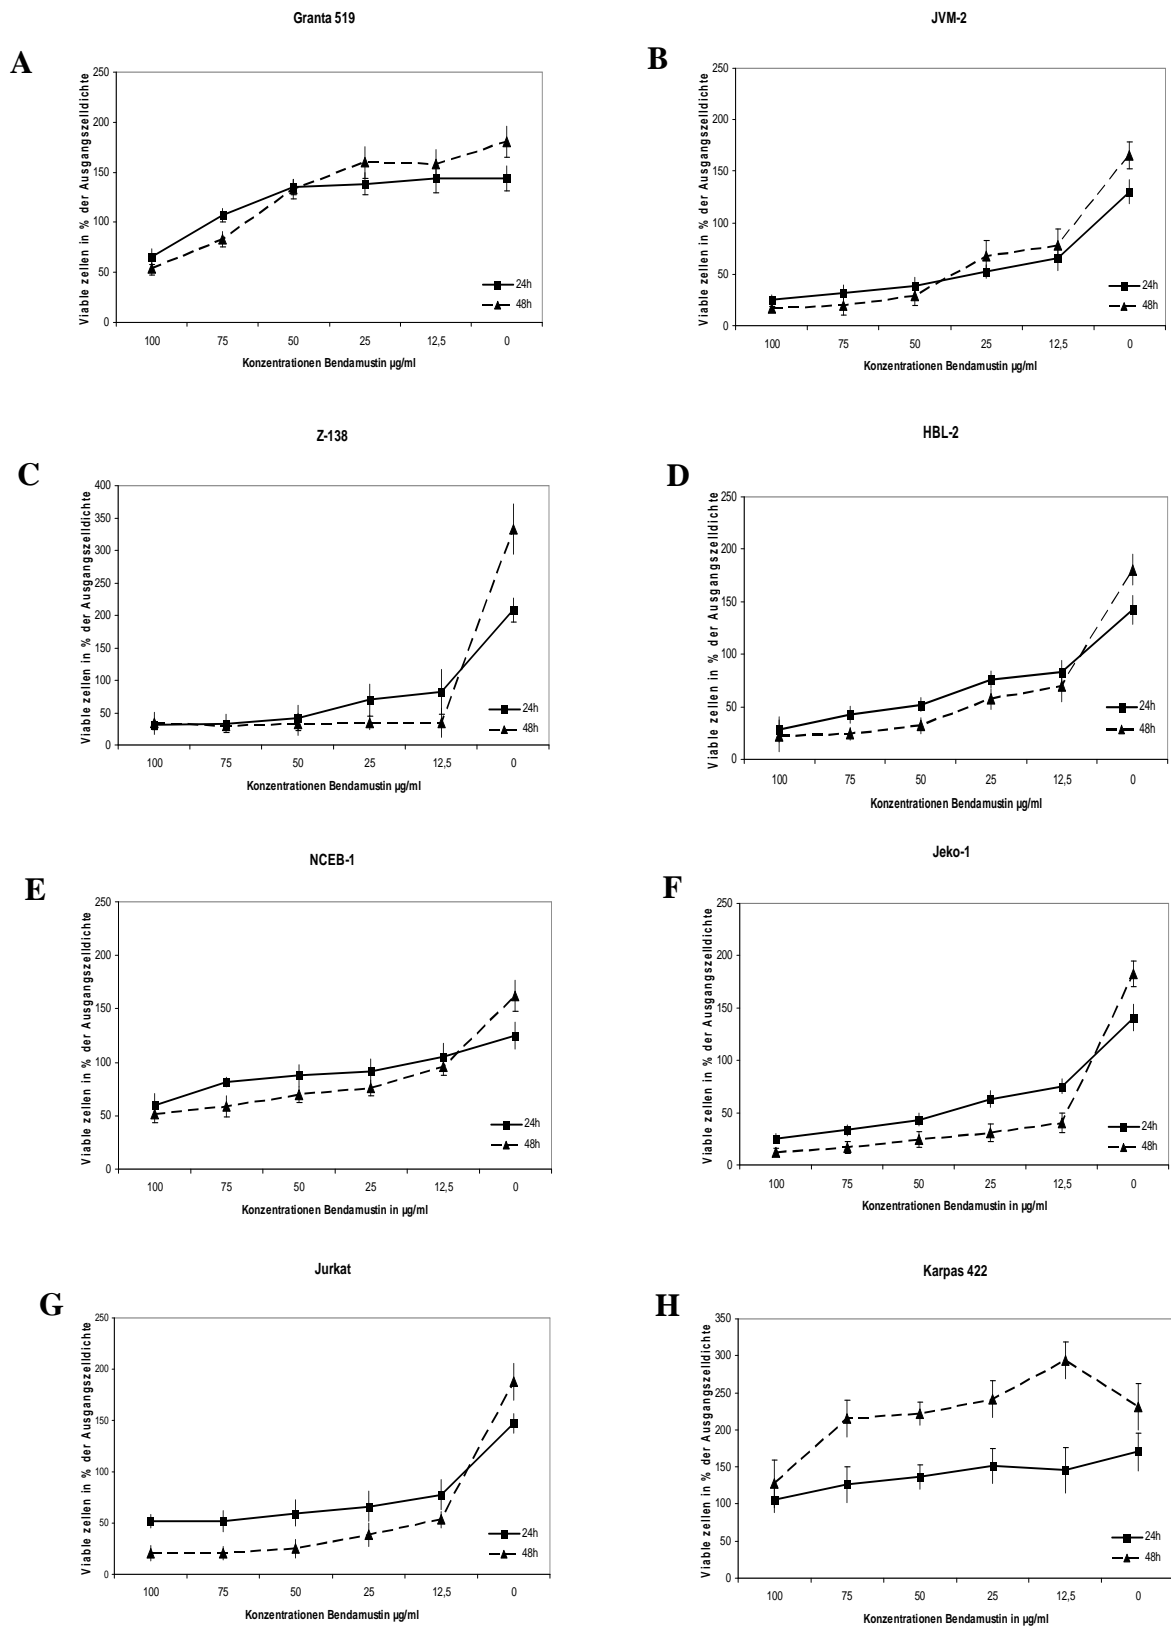 Granta 519
A
Viable zellen in % der Ausgangszelldichte
250
200
150
100
50
0
24h
48h
100 75 50 25 12,5 0
Konzentrationen Bendamustin µg/ml
JVM-2
B
Viable zellen in % der Ausgangszelldichte
250
200
150
100
50
0
24h
48h
100 75 50 25 12,5 0
Konzentrationen Bendamustin µg/ml
Z-138
C
Viable zellen in % der Ausgangszelldichte
400
350
300
250
200
150
100
50
0
24h
48h
100 75 50 25 12,5 0
Konzentrationen Bendamustin µg/ml
HBL-2
D
Viable zellen in % der Ausgangszelldichte
250
200
150
100
50
0
24h
48h
100 75 50 25 12,5 0
Konzentrationen Bendamustin µg/ml
NCEB-1
E
Viable zellen in % der Ausgangszelldichte
250
200
150
100
50
0
24h
48h
100 75 50 25 12,5 0
Konzentrationen Bendamustin in µg/ml
Jeko-1
F
Viable zellen in % der Ausgangszelldichte
250
200
150
100
50
0
24h
48h
100 75 50 25 12,5 0
Konzentrationen Bendamustin in µg/ml
Jurkat
G
Viable zellen in % der Ausgangszelldichte
250
200
150
100
50
0
24h
48h
100 75 50 25 12,5 0
Konzentrationen Bendamustin µg/ml
Karpas 422
H
Viable zellen in % der Ausgangszelldichte
350
300
250
200
150
100
50
0
24h
48h
100 75 50 25 12,5 0
Konzentrationen Bendamustin in µg/ml